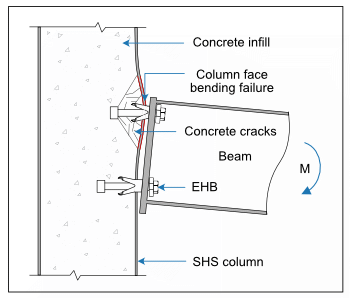 Concrete infill
Column face
bending failure
Concrete cracks
Beam
M
EHB
SHS column